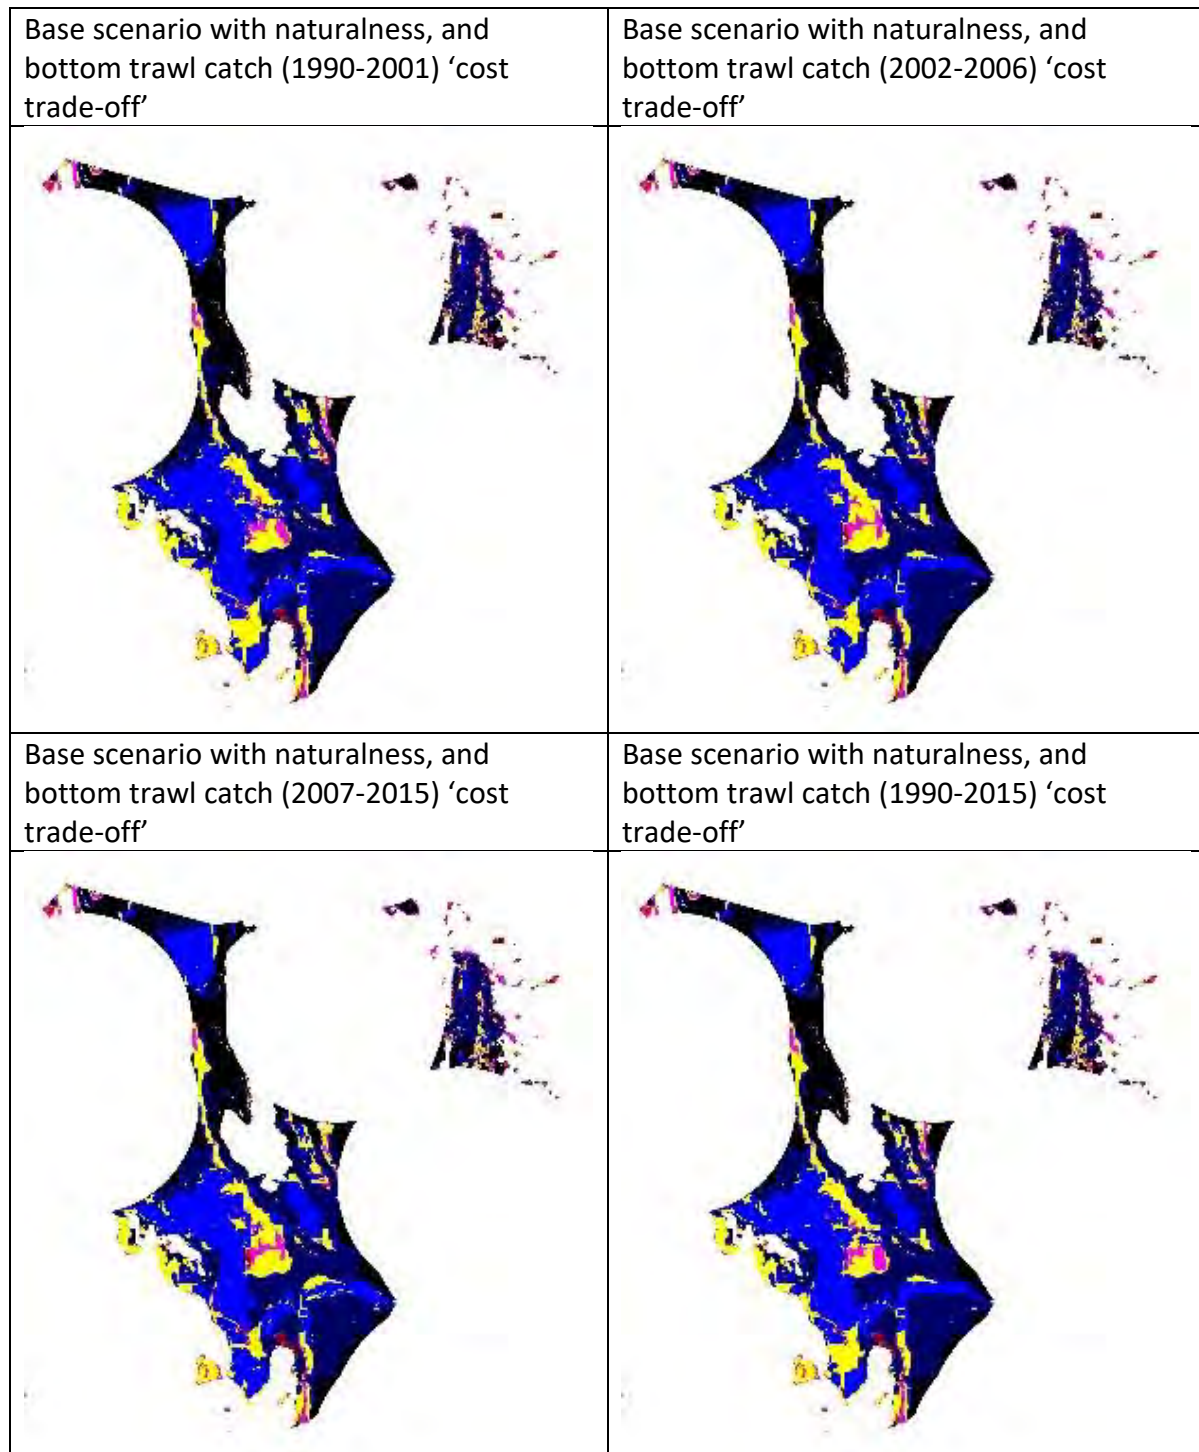 Base scenario with naturalness, and
bottom trawl catch (1990-2001) ‘cost
trade-off’
Base scenario with naturalness, and
bottom trawl catch (2002-2006) ‘cost
trade-off’
Base scenario with naturalness, and
bottom trawl catch (2007-2015) ‘cost
trade-off’
Base scenario with naturalness, and
bottom trawl catch (1990-2015) ‘cost
trade-off’